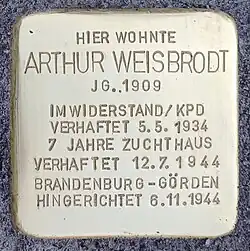 HIER WOHNTE
ARTHUR WEISBRODT
JG. 1909
IM WIDERSTAND/KPD
VERHAFTET 5.5.1934
7 JAHRE ZUCHTHAUS
VERHAFTET 12.7.1944
BRANDENBURG-GÖRDEN
HINGERICHTET 6.11.1944